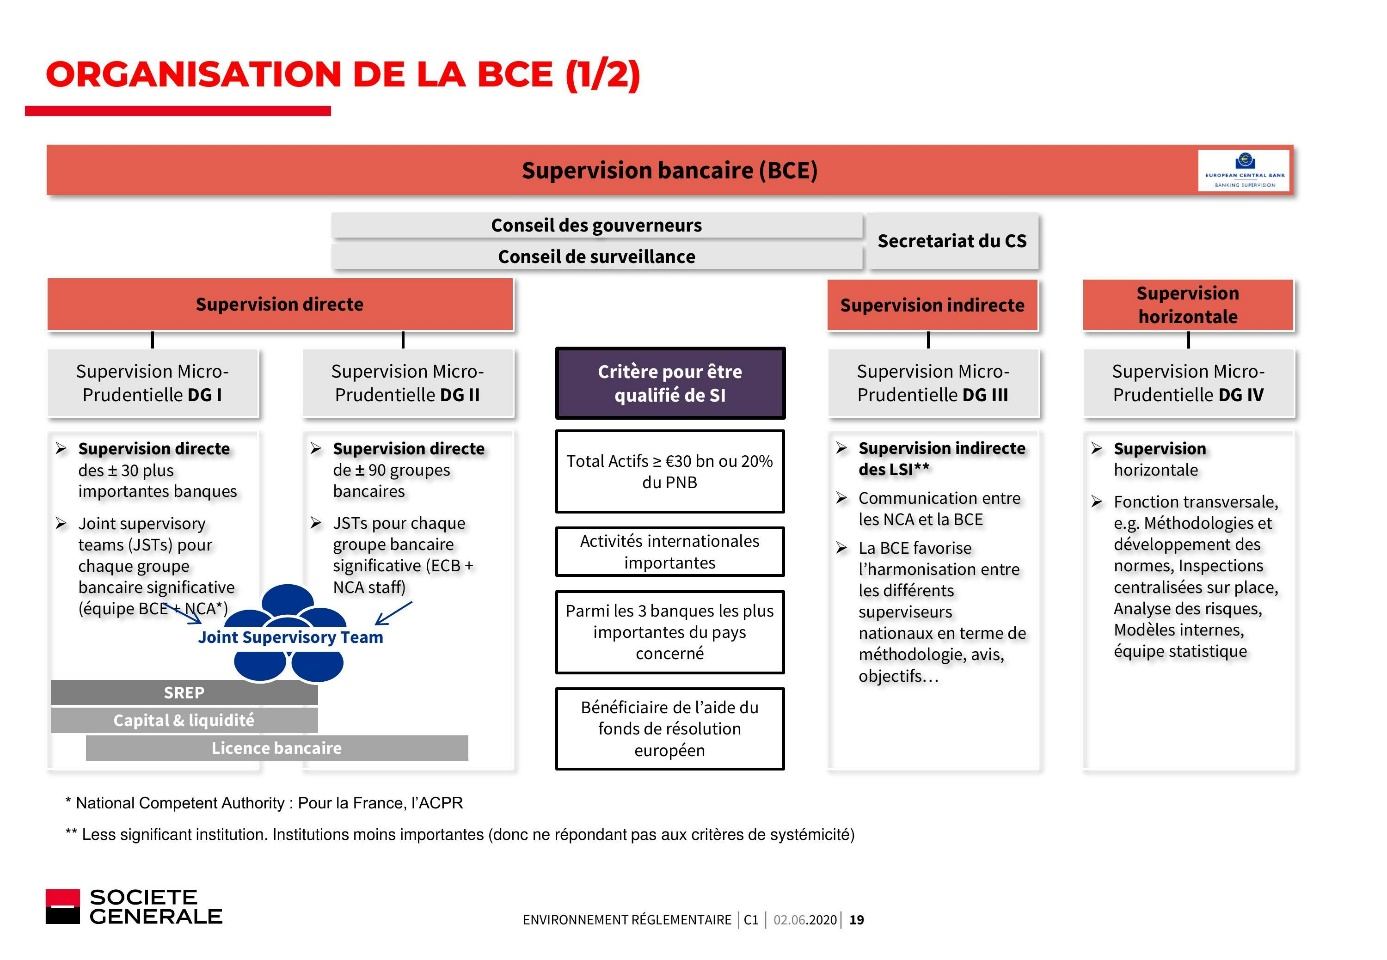 ORGANISATION DE LA BCE (1/2)
Supervision bancaire (BCE)
EUROPEAN CENTRAL BANK
BANKING SUPERVISION
Conseil des gouverneurs
Conseil de surveillance
Secretariat du CS
Supervision directe
Supervision indirecte
Supervision
horizontale
Supervision Micro-
Prudentielle DG I
Supervision Micro-
Prudentielle DG II
Critère pour être
qualifié de SI
Supervision Micro-
Prudentielle DG III
Supervision Micro-
Prudentielle DG IV
Supervision directe
des ± 30 plus
importantes banques
Joint supervisory
teams (JSTs) pour
chaque groupe
bancaire significative
(équipe BCE + NCA*)
Supervision directe
de ± 90 groupes
bancaires
JSTs pour chaque
groupe bancaire
significative (ECB +
NCA staff)
Joint Supervisory Team
SREP
Capital & liquidité
Licence bancaire
Total Actifs ≥ €30 bn ou 20%
du PNB
Activités internationales
importantes
Parmi les 3 banques les plus
importantes du pays
concerné
Bénéficiaire de l’aide du
fonds de résolution
européen
Supervision indirecte
des LSI**
Communication entre
les NCA et la BCE
La BCE favorise
l’harmonisation entre
les différents
superviseurs
nationaux en terme de
méthodologie, avis,
objectifs…
Supervision
horizontale
Fonction transversale,
e.g. Méthodologies et
développement des
normes, Inspections
centralisées sur place,
Analyse des risques,
Modèles internes,
équipe statistique
* National Competent Authority : Pour la France, l’ACPR
** Less significant institution. Institutions moins importantes (donc ne répondant pas aux critères de systémicité)
SOCIETE
GENERALE
ENVIRONNEMENT RÉGLEMENTAIRE | C1 | 02.06.2020 | 19